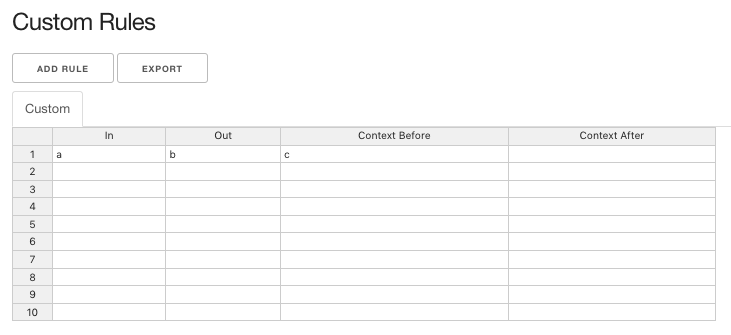 Custom Rules
ADD RULE EXPORT
Custom
In Out Context Before Context After
1 a b c
2
3
4
5
6
7
8
9
10